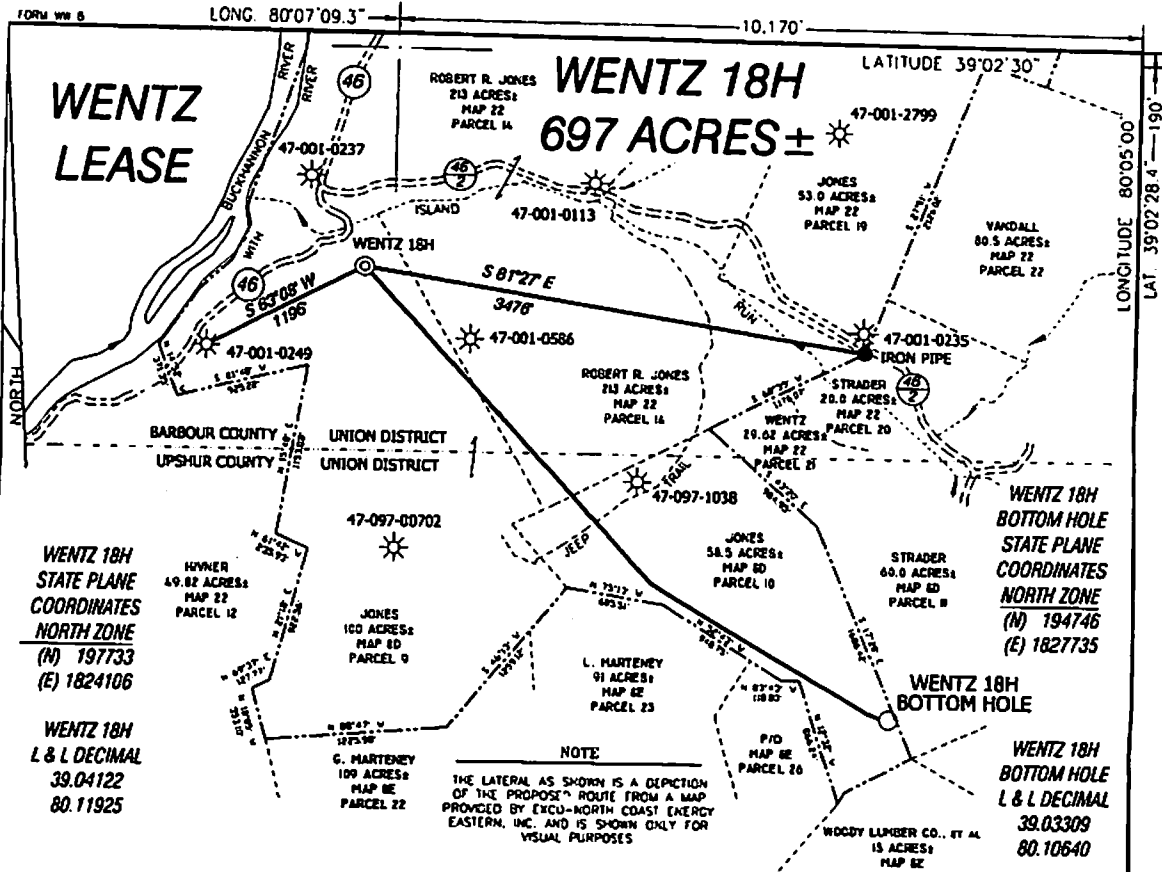 FORM WW 6
LONG. 80°07'09.3"
10,170'
LATITUDE 39°02'30"
LONGITUDE 80°05'00"
LAT. 39°02'28.4"
190'
WENTZ
LEASE
WENTZ 18H
697 ACRES±
BUCKHANNON
RIVER
RIVER
46
ROBERT R. JONES
213 ACRES±
MAP 22
PARCEL 14
47-001-2799
47-001-0237
46
2
ISLAND
47-001-0113
JONES
53.0 ACRES±
MAP 22
PARCEL 19
VANDALL
80.5 ACRES±
MAP 22
PARCEL 22
WITH
46
WENTZ 18H
S 63°08' W
1196'
S 81°27' E
3476'
RUN
47-001-0249
47-001-0586
47-001-0235
IRON PIPE
NORTH
ROBERT R. JONES
213 ACRES±
MAP 22
PARCEL 14
STRADER
20.0 ACRES±
MAP 22
PARCEL 20
46
2
WENTZ
29.62 ACRES±
MAP 22
PARCEL 21
BARBOUR COUNTY
UNION DISTRICT
UPSHUR COUNTY
UNION DISTRICT
TRAIL
JEEP
47-097-1038
47-097-00702
WENTZ 18H
BOTTOM HOLE
STATE PLANE
COORDINATES
NORTH ZONE
(N) 194746
(E) 1827735
WENTZ 18H
STATE PLANE
COORDINATES
NORTH ZONE
(N) 197733
(E) 1824106
49.82 ACRES±
MAP 22
PARCEL 12
JONES
100 ACRES±
MAP 6D
PARCEL 9
JONES
58.5 ACRES±
MAP 6D
PARCEL 10
STRADER
60.0 ACRES±
MAP 6D
PARCEL 11
L. MARTENEY
91 ACRES±
MAP 6E
PARCEL 23
WENTZ 18H
BOTTOM HOLE
P/O
MAP 6E
PARCEL 26
WENTZ 18H
L & L DECIMAL
39.04122
80.11925
G. MARTENEY
109 ACRES±
MAP 6E
PARCEL 22
NOTE
THE LATERAL AS SHOWN IS A DEPICTION
OF THE PROPOSE" ROUTE FROM A MAP
PROVIDED BY EXCO-NORTH COAST ENERGY
EASTERN, INC. AND IS SHOWN ONLY FOR
VISUAL PURPOSES
WENTZ 18H
BOTTOM HOLE
L & L DECIMAL
39.03309
80.10640
WOODY LUMBER CO., ET AL
15 ACRES±
MAP 6E